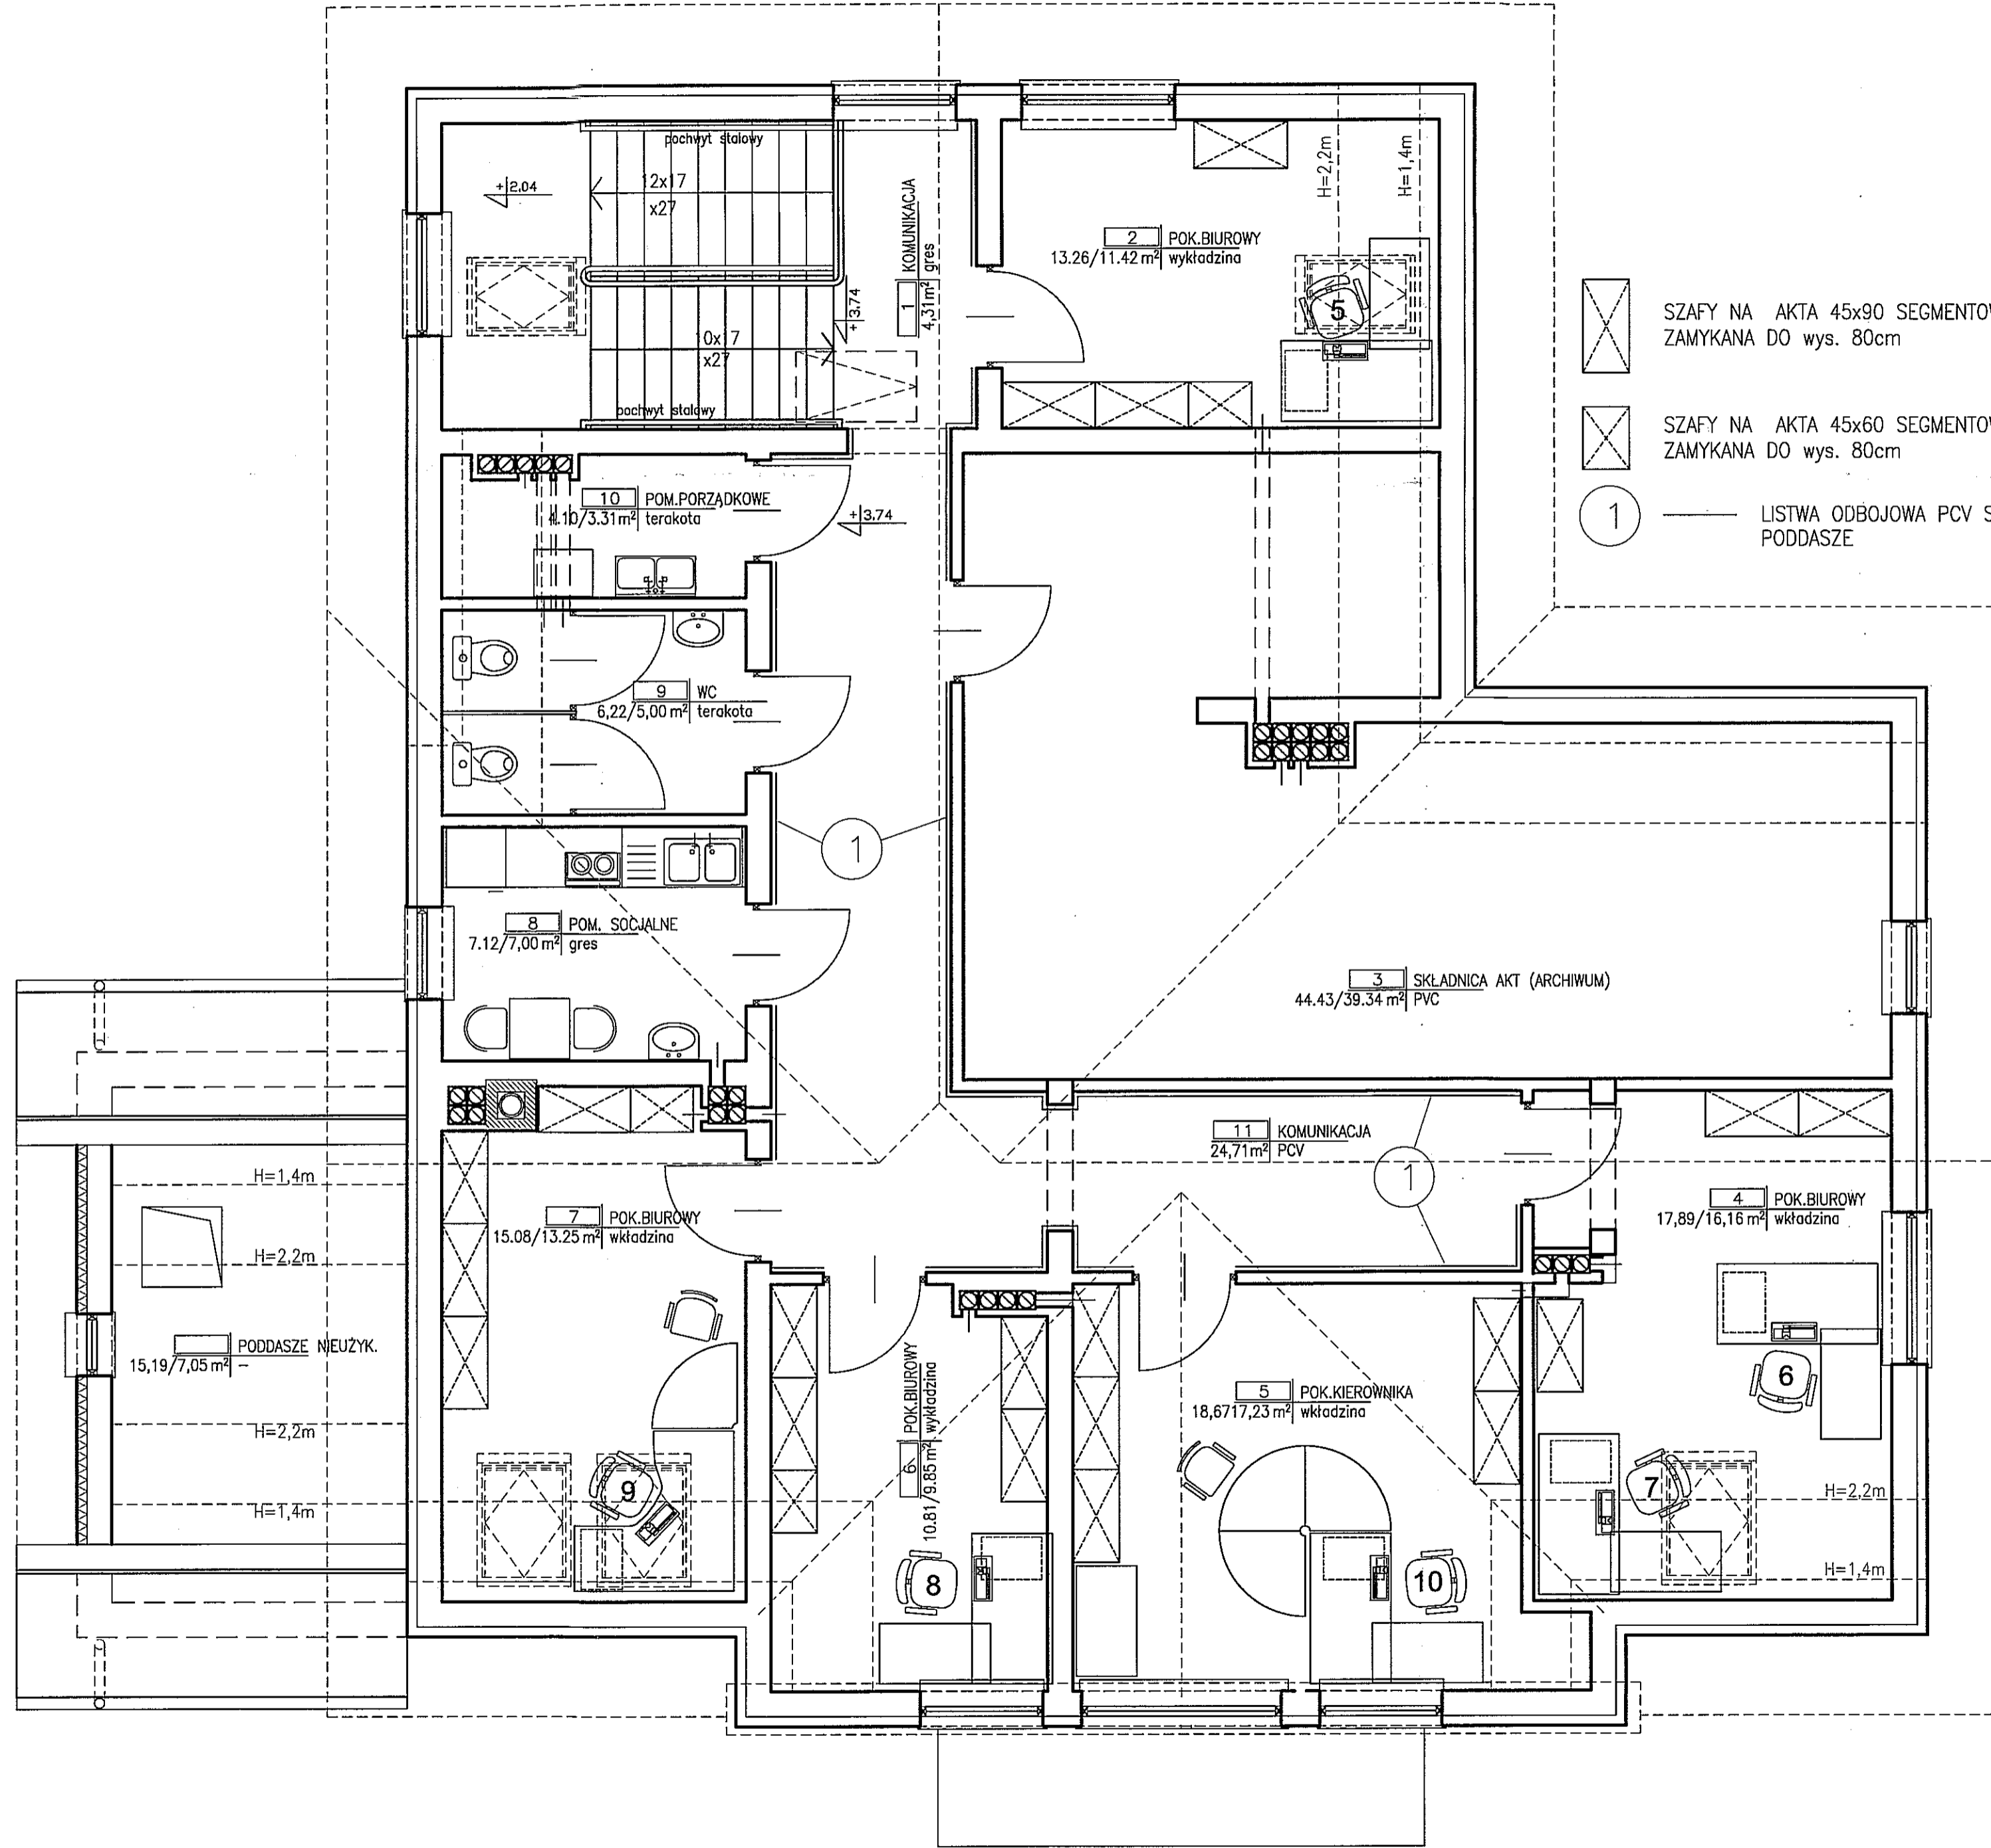 pochwyt stalowy
+2.04
12x17
x27
10x17
x27
pochwyt stalowy
+3.74
1 KOMUNIKACJA
4,31m² gres
2 POK.BIUROWY
13.26/11.42 m² wykładzina
H=2,2m
H=1,4m
5
SZAFY NA AKTA 45x90 SEGMENTOW
ZAMYKANA DO wys. 80cm
SZAFY NA AKTA 45x60 SEGMENTOW
ZAMYKANA DO wys. 80cm
1 LISTWA ODBOJOWA PCV S
PODDASZE
10 POM.PORZĄDKOWE
4.10/3.31m² terakota
+3.74
9 WC
6,22/5,00 m² terakota
1
8 POM. SOCJALNE
7.12/7,00 m² gres
3 SKŁADNICA AKT (ARCHIWUM)
44.43/39.34 m² PVC
11 KOMUNIKACJA
24,71m² PCV
1
4 POK.BIUROWY
17,89/16,16 m² wkładzina
7 POK.BIUROWY
15.08/13.25 m² wkładzina
H=1,4m
H=2,2m
PODDASZE NIEUŻYK.
15,19/7,05 m² –
H=2,2m
H=1,4m
6 POK.BIUROWY
10.81/9.85 m² wykładzina
5 POK.KIEROWNIKA
18,6717,23 m² wkładzina
6
7
H=2,2m
H=1,4m
9
8
10